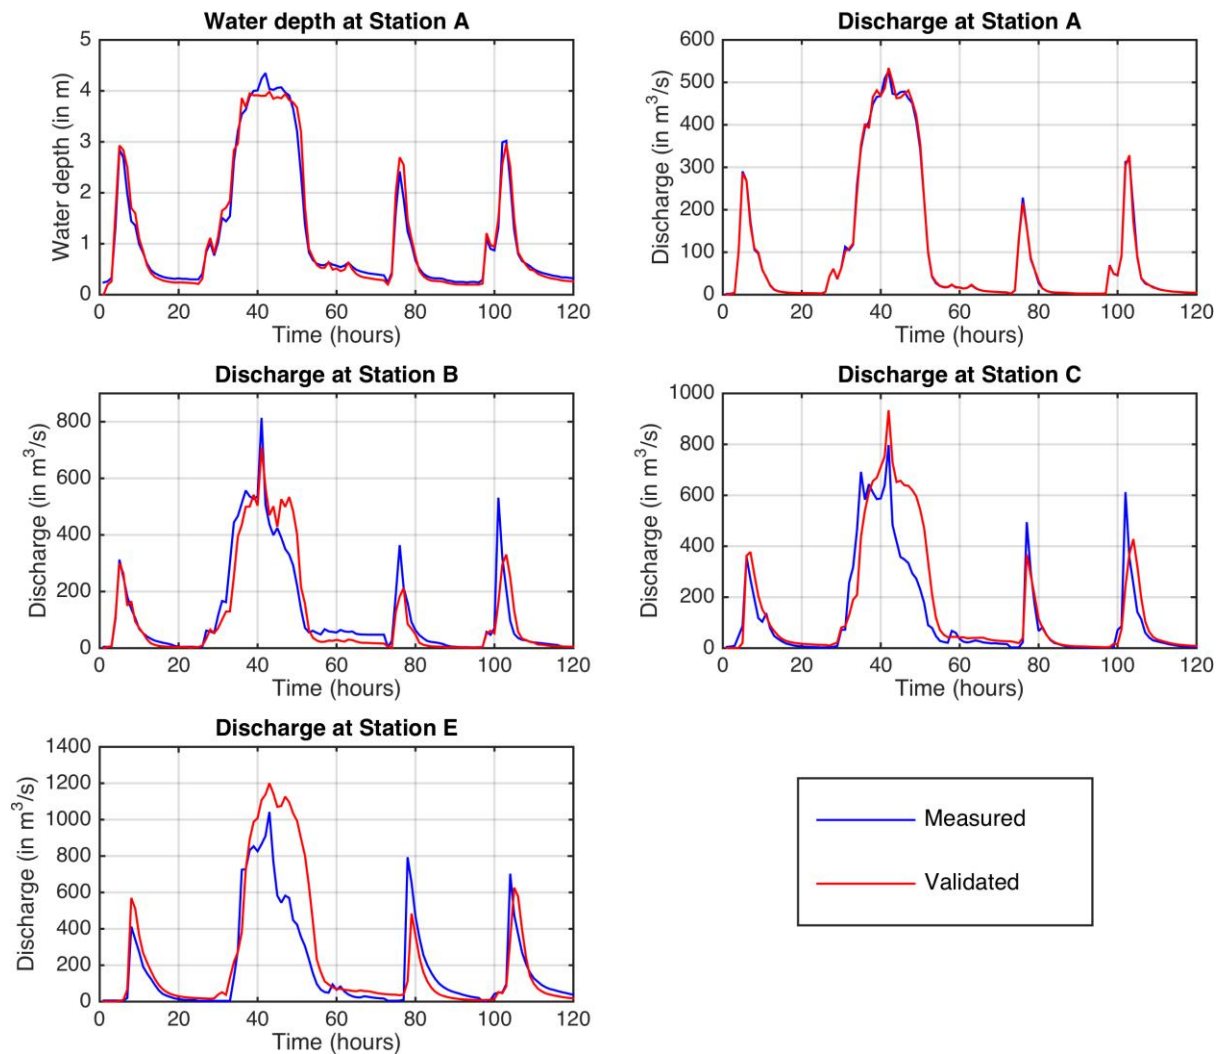 Water depth at Station A
5
4
3
2
1
0
Water depth (in m)
0 20 40 60 80 100 120
Time (hours)
Discharge at Station A
600
500
400
300
200
100
0
Discharge (in m³/s)
0 20 40 60 80 100 120
Time (hours)
Discharge at Station B
800
600
400
200
0
Discharge (in m³/s)
0 20 40 60 80 100 120
Time (hours)
Discharge at Station C
1000
800
600
400
200
0
Discharge (in m³/s)
0 20 40 60 80 100 120
Time (hours)
Discharge at Station E
1400
1200
1000
800
600
400
200
0
Discharge (in m³/s)
0 20 40 60 80 100 120
Time (hours)
Measured
Validated